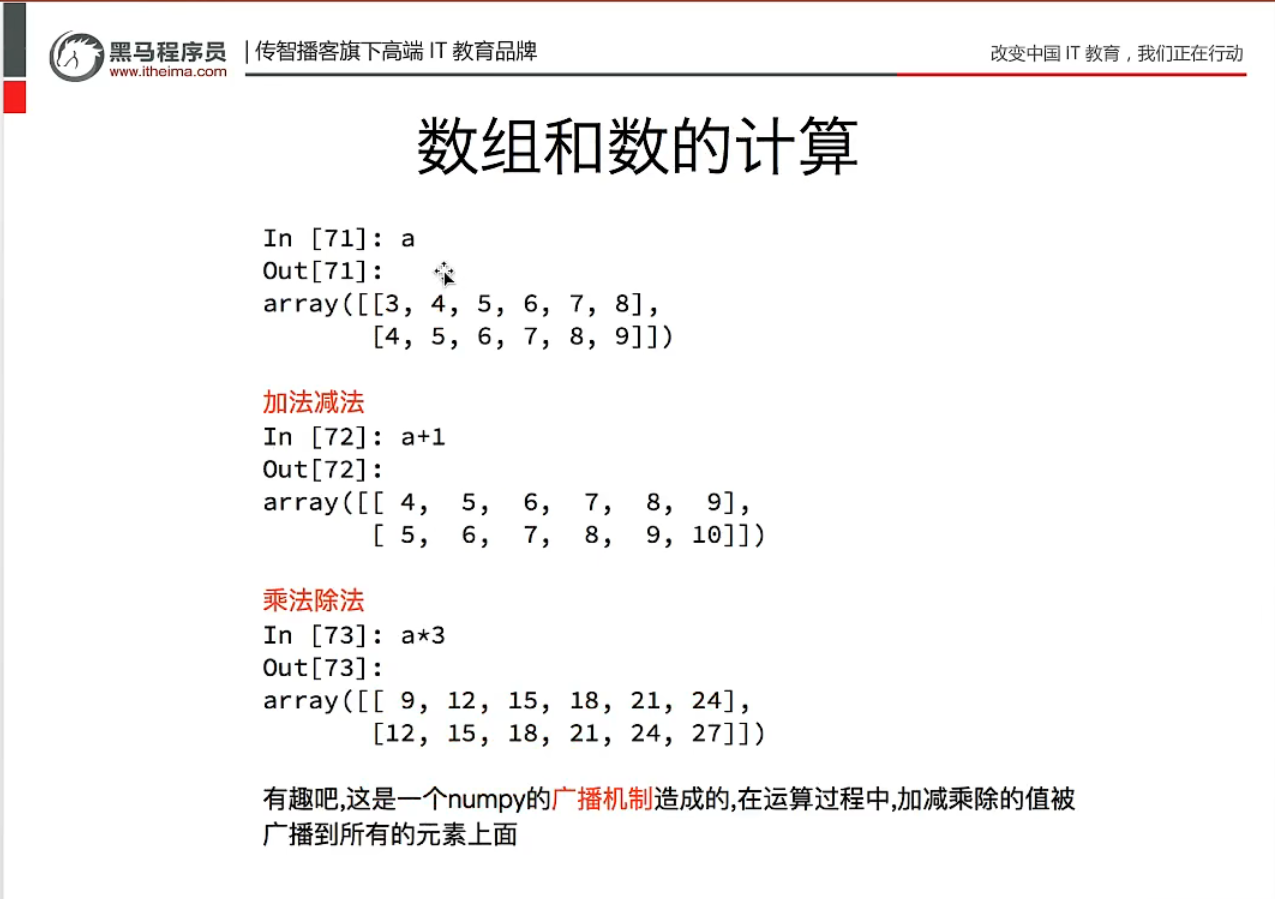 黑马程序员
www.itheima.com
传智播客旗下高端 IT 教育品牌
改变中国 IT 教育，我们正在行动
数组和数的计算
In [71]: a
Out[71]:
array([[3, 4, 5, 6, 7, 8],
       [4, 5, 6, 7, 8, 9]])
加法减法
In [72]: a+1
Out[72]:
array([[ 4,  5,  6,  7,  8,  9],
       [ 5,  6,  7,  8,  9, 10]])
乘法除法
In [73]: a*3
Out[73]:
array([[ 9, 12, 15, 18, 21, 24],
       [12, 15, 18, 21, 24, 27]])
有趣吧,这是一个numpy的广播机制造成的,在运算过程中,加减乘除的值被
广播到所有的元素上面